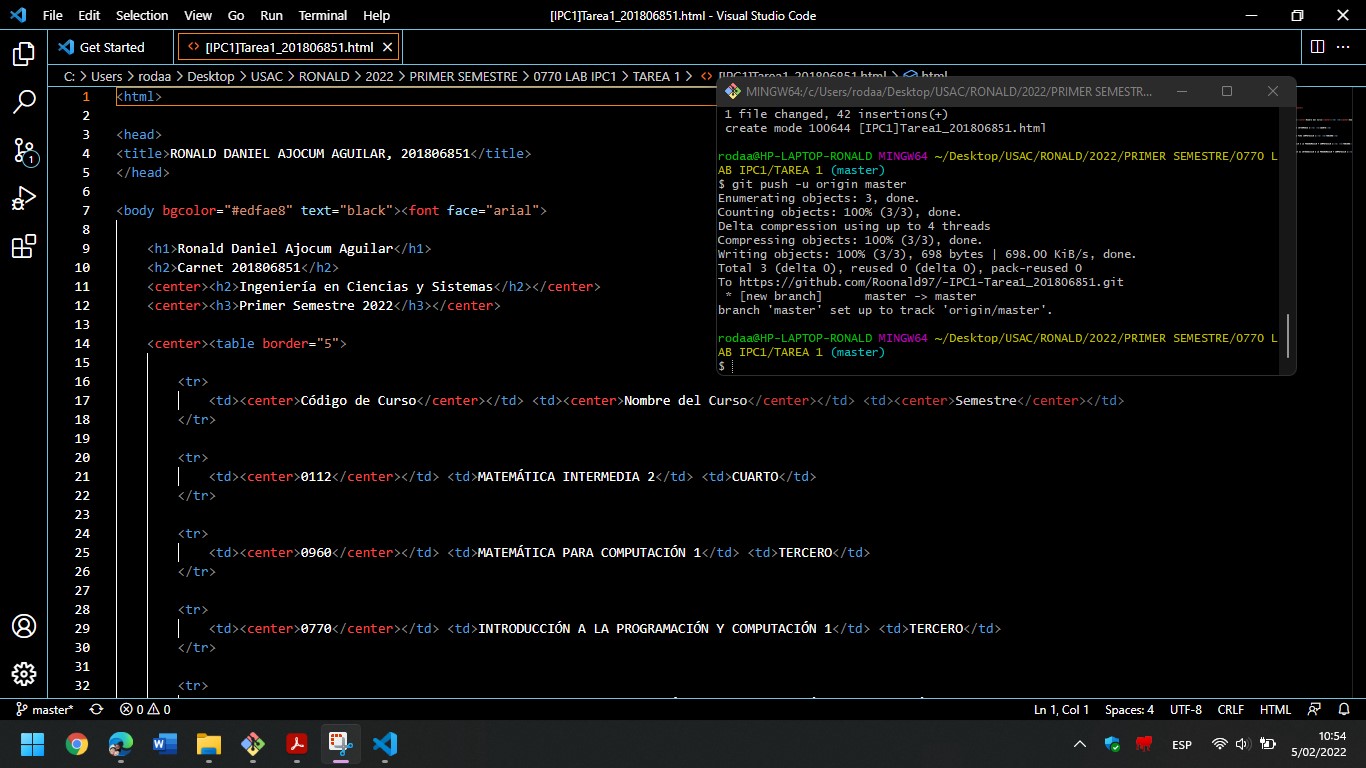 File Edit Selection View Go Run Terminal Help [IPC1]Tarea1_201806851.html - Visual Studio Code
Get Started
[IPC1]Tarea1_201806851.html
C: > Users > rodaa > Desktop > USAC > RONALD > 2022 > PRIMER SEMESTRE > 0770 LAB IPC1 > TAREA 1 > <> [IPC1]Tarea1_201806851.html > html
1 <html>
2
3 <head>
4 <title>RONALD DANIEL AJOCUM AGUILAR, 201806851</title>
5 </head>
6
7 <body bgcolor="#edfae8" text="black"><font face="arial">
8
9 <h1>Ronald Daniel Ajocum Aguilar</h1>
10 <h2>Carnet 201806851</h2>
11 <center><h2>Ingeniería en Ciencias y Sistemas</h2></center>
12 <center><h3>Primer Semestre 2022</h3></center>
13
14 <center><table border="5">
15
16 <tr>
17 <td><center>Código de Curso</center></td> <td><center>Nombre del Curso</center></td> <td><center>Semestre</center></td>
18 </tr>
19
20 <tr>
21 <td><center>0112</center></td> <td>MATEMÁTICA INTERMEDIA 2</td> <td>CUARTO</td>
22 </tr>
23
24 <tr>
25 <td><center>0960</center></td> <td>MATEMÁTICA PARA COMPUTACIÓN 1</td> <td>TERCERO</td>
26 </tr>
27
28 <tr>
29 <td><center>0770</center></td> <td>INTRODUCCIÓN A LA PROGRAMACIÓN Y COMPUTACIÓN 1</td> <td>TERCERO</td>
30 </tr>
31
32 <tr>
MINGW64:/c/Users/rodaa/Desktop/USAC/RONALD/2022/PRIMER SEMESTR...
1 file changed, 42 insertions(+)
create mode 100644 [IPC1]Tarea1_201806851.html
rodaa@HP-LAPTOP-RONALD MINGW64 ~/Desktop/USAC/RONALD/2022/PRIMER SEMESTRE/0770 L
AB IPC1/TAREA 1 (master)
$ git push -u origin master
Enumerating objects: 3, done.
Counting objects: 100% (3/3), done.
Delta compression using up to 4 threads
Compressing objects: 100% (3/3), done.
Writing objects: 100% (3/3), 698 bytes | 698.00 KiB/s, done.
Total 3 (delta 0), reused 0 (delta 0), pack-reused 0
To https://github.com/Roonald97/-IPC1-Tarea1_201806851.git
* [new branch] master -> master
branch 'master' set up to track 'origin/master'.
rodaa@HP-LAPTOP-RONALD MINGW64 ~/Desktop/USAC/RONALD/2022/PRIMER SEMESTRE/0770 L
AB IPC1/TAREA 1 (master)
$
1
master* 0 0 Ln 1, Col 1 Spaces: 4 UTF-8 CRLF HTML
ESP 10:54
5/02/2022